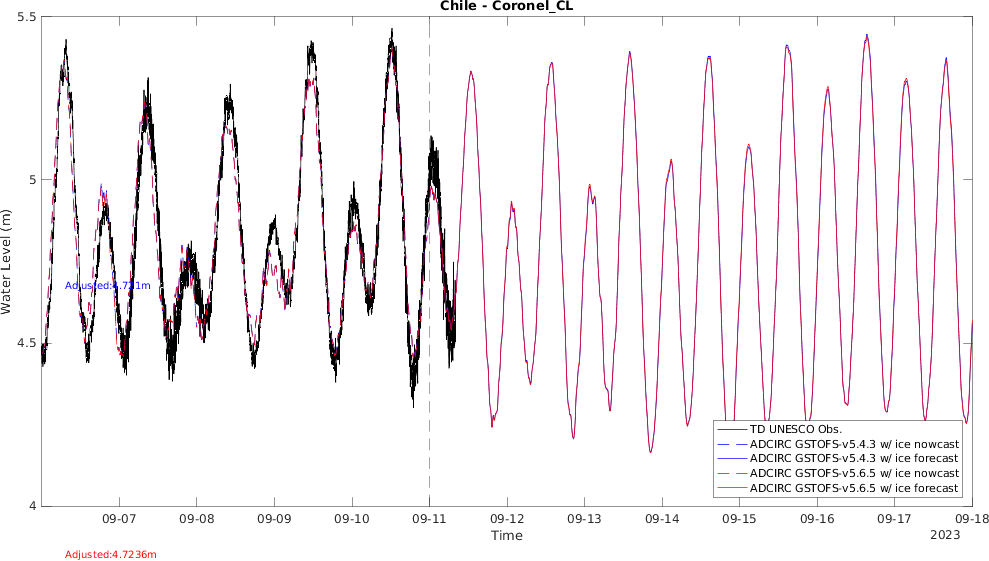 Chile - Coronel_CL
5.5
5
4.5
4
Water Level (m)
Adjusted:4.721m
TD UNESCO Obs.
ADCIRC GSTOFS-v5.4.3 w/ ice nowcast
ADCIRC GSTOFS-v5.4.3 w/ ice forecast
ADCIRC GSTOFS-v5.6.5 w/ ice nowcast
ADCIRC GSTOFS-v5.6.5 w/ ice forecast
09-07 09-08 09-09 09-10 09-11 09-12 09-13 09-14 09-15 09-16 09-17 09-18
Time
2023
Adjusted:4.7236m